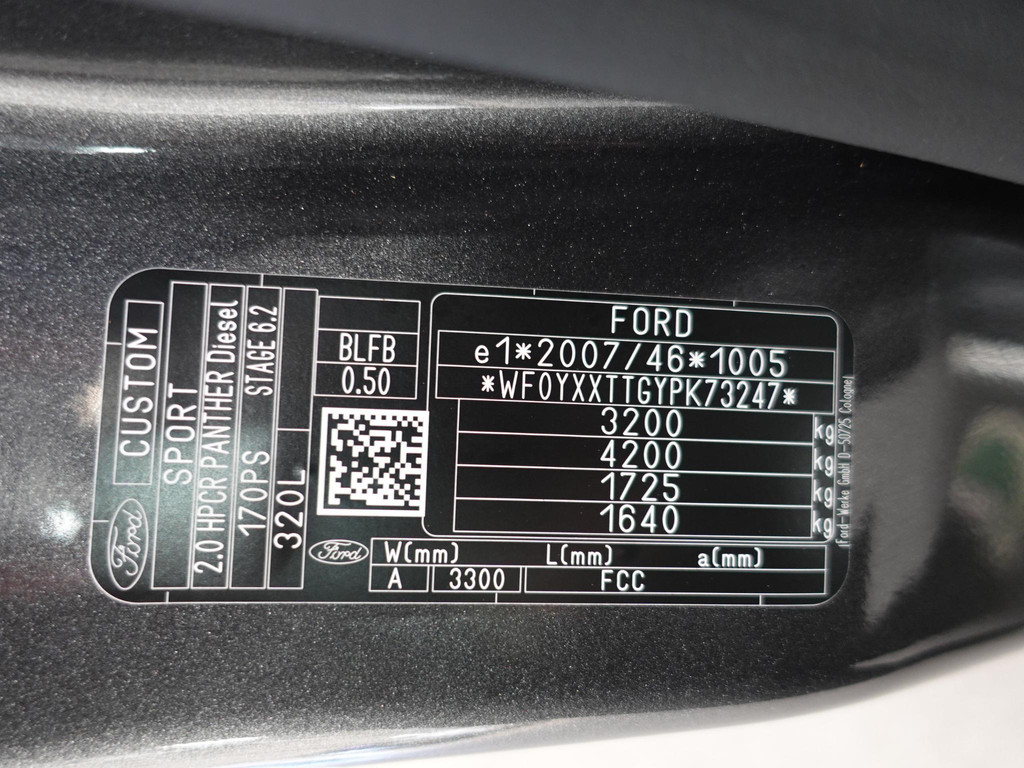 Ford CUSTOM
SPORT
2.0 HPCR PANTHER Diesel
170PS STAGE 6.2
320L
BLFB
0.50
FORD
e1*2007/46*1005
*WF0YXXTTGYPK73247*
3200 kg
4200 kg
1725 kg
1640 kg
Ford W(mm) L(mm) a(mm)
A 3300 FCC
Ford-Werke GmbH D-50725 Cologne